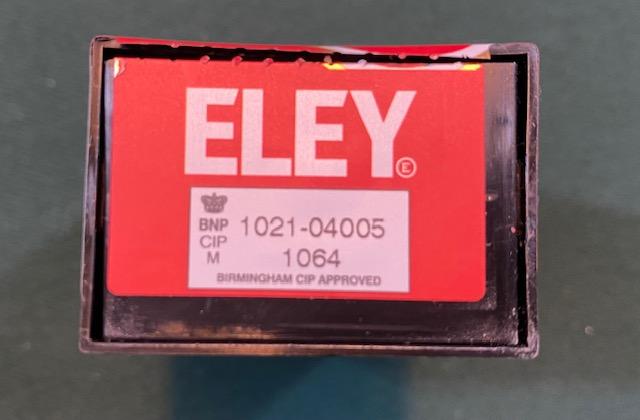 ELEY
E
BNP 1021-04005
CIP
M 1064
BIRMINGHAM CIP APPROVED